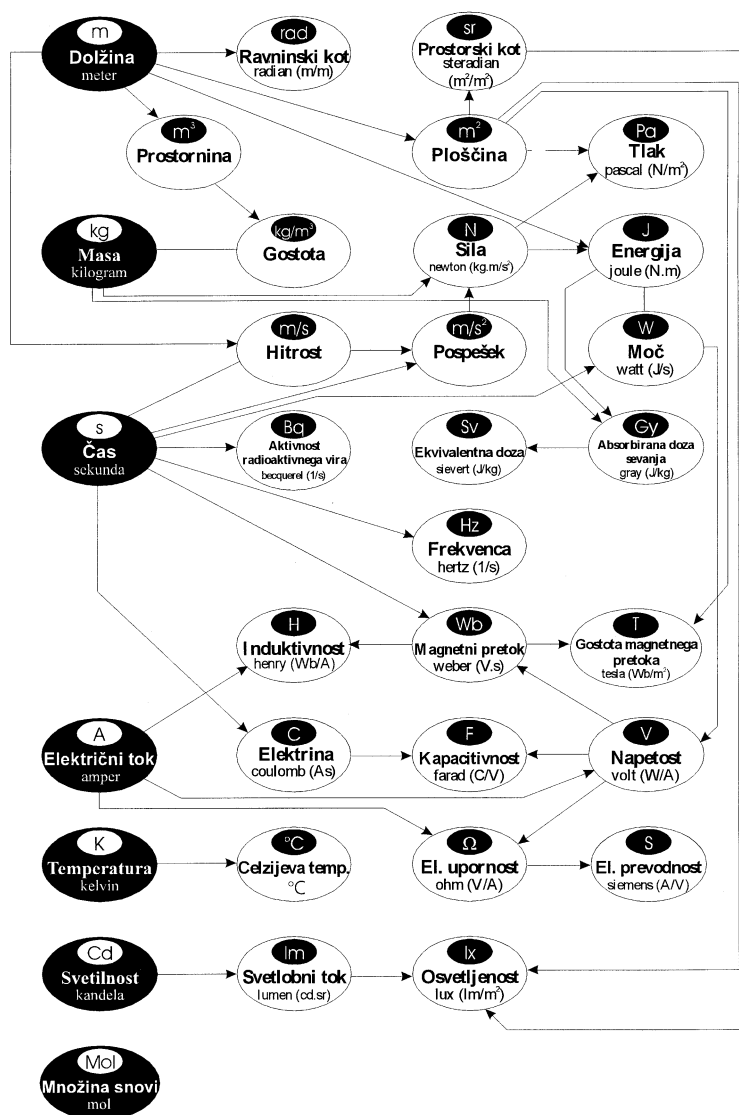 m
Dolžina
meter
rad
Ravninski kot
radian (m/m)
sr
Prostorski kot
steradian
(m²/m²)
m³
Prostornina
m²
Ploščina
Pa
Tlak
pascal (N/m²)
kg
Masa
kilogram
kg/m³
Gostota
N
Sila
newton (kg.m/s²)
J
Energija
joule (N.m)
m/s
Hitrost
m/s²
Pospešek
W
Moč
watt (J/s)
s
Čas
sekunda
Bq
Aktivnost
radioaktivnega vira
becquerel (1/s)
Sv
Ekvivalentna doza
sievert (J/kg)
Gy
Absorbirana doza
sevanja
gray (J/kg)
Hz
Frekvenca
hertz (1/s)
H
Induktivnost
henry (Wb/A)
Wb
Magnetni pretok
weber (V.s)
T
Gostota magnetnega
pretoka
tesla (Wb/m²)
A
Električni tok
amper
C
Elektrina
coulomb (As)
F
Kapacitivnost
farad (C/V)
V
Napetost
volt (W/A)
K
Temperatura
kelvin
°C
Celzijeva temp.
°C
Ω
El. upornost
ohm (V/A)
S
El. prevodnost
siemens (A/V)
Cd
Svetilnost
kandela
lm
Svetlobni tok
lumen (cd.sr)
lx
Osvetljenost
lux (lm/m²)
Mol
Množina snovi
mol